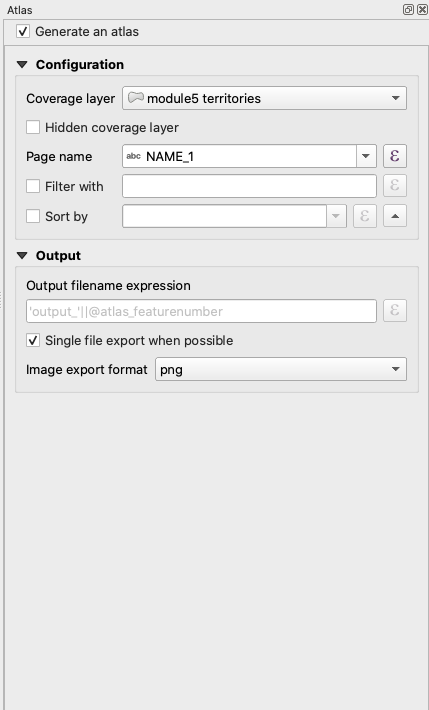 Atlas
Generate an atlas
Configuration
Coverage layer module5 territories
Hidden coverage layer
Page name abc NAME_1 ε
Filter with ε
Sort by ε
Output
Output filename expression
'output_'||@atlas_featurenumber ε
Single file export when possible
Image export format png